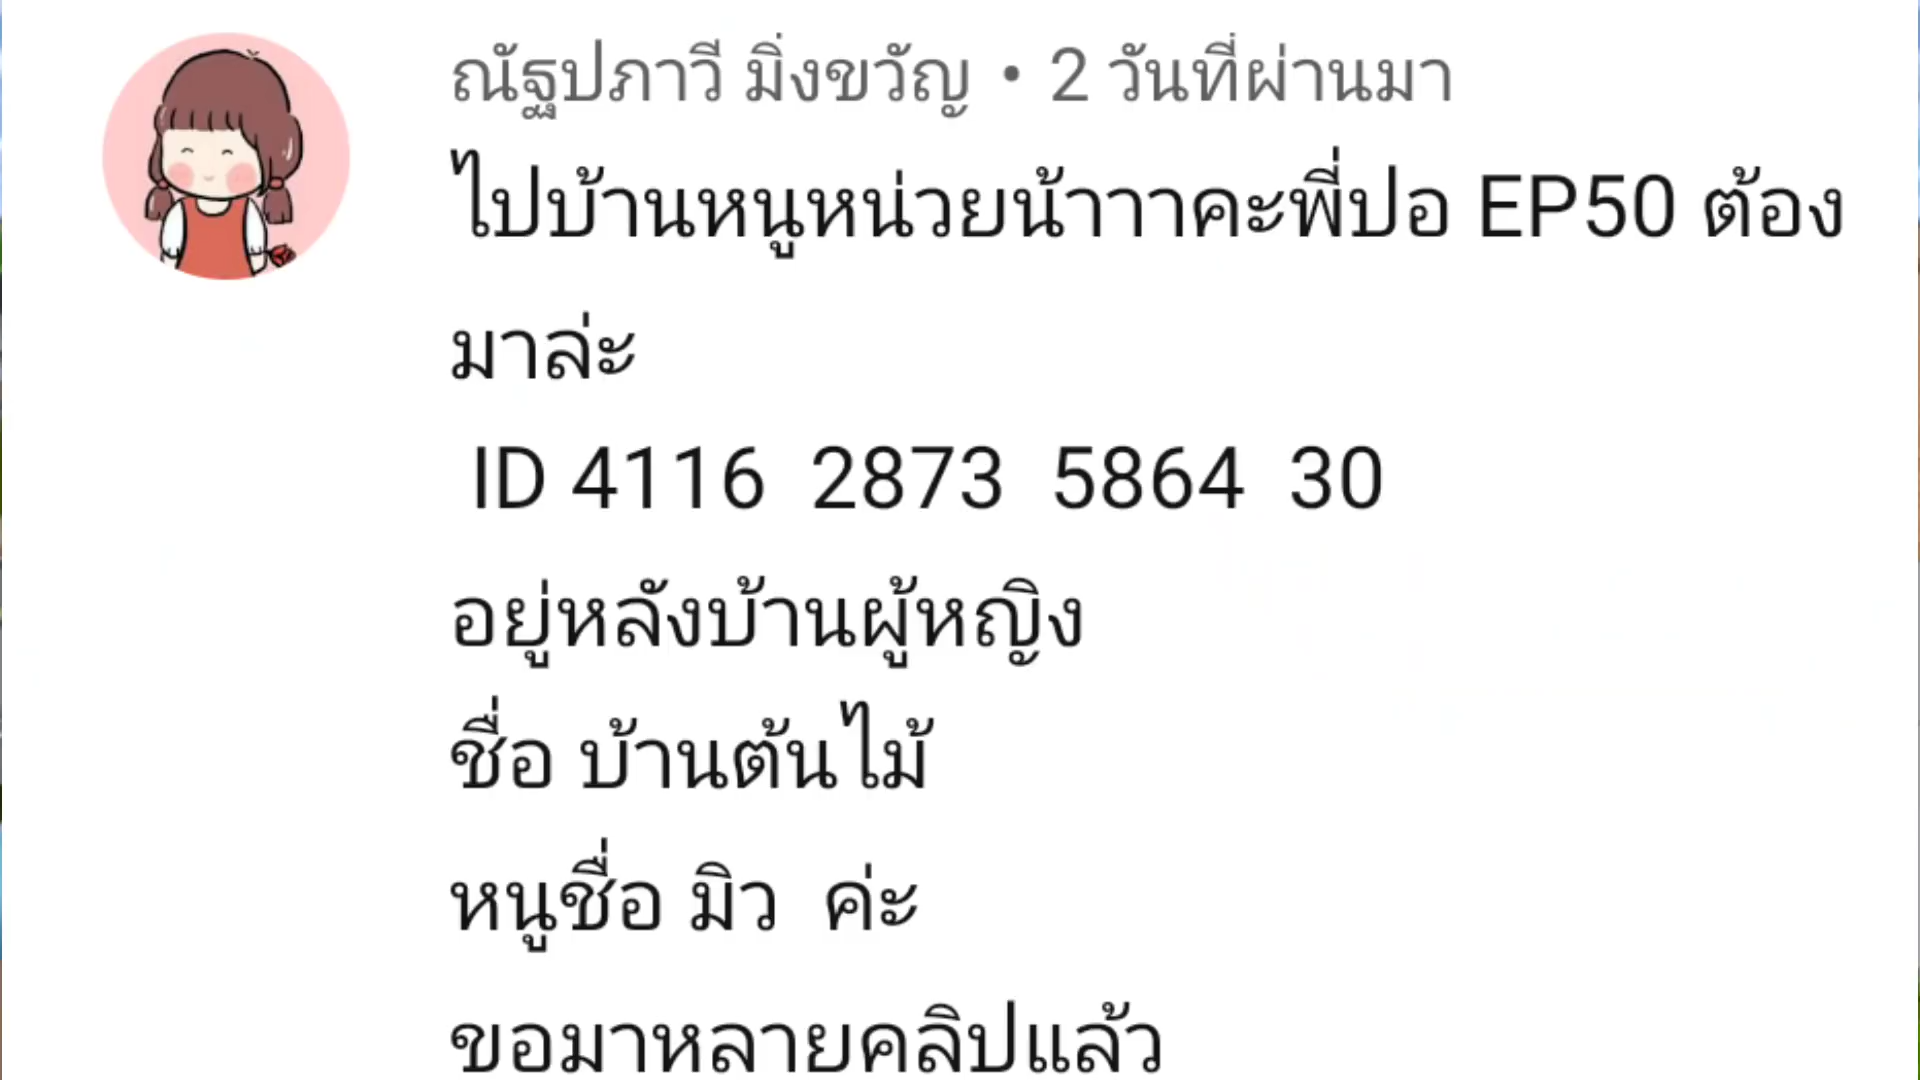 ณัฐปภาวี มิ่งขวัญ • 2 วันที่ผ่านมา
ไปบ้านหนูหน่วยน้าาาคะพี่ปอ EP50 ต้อง
มาล่ะ
ID 4116 2873 5864 30
อยู่หลังบ้านผู้หญิง
ชื่อ บ้านต้นไม้
หนูชื่อ มิว ค่ะ
ขอมาหลายคลิปแล้ว